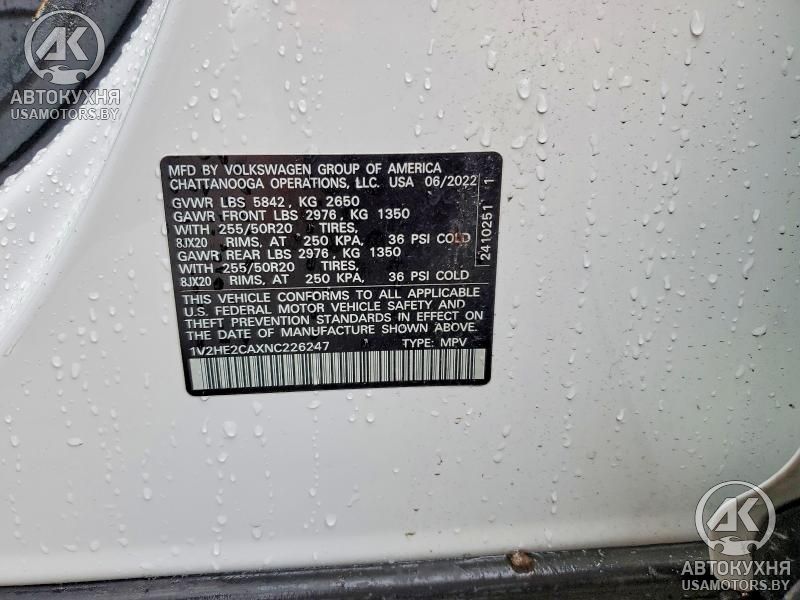 AK
АВТОКУХНЯ
USAMOTORS.BY
MFD BY VOLKSWAGEN GROUP OF AMERICA
CHATTANOOGA OPERATIONS, LLC. USA 06/2022
GVWR LBS 5842, KG 2650
GAWR FRONT LBS 2976, KG 1350
WITH 255/50R20 TIRES,
8JX20 RIMS, AT 250 KPA, 36 PSI COLD
GAWR REAR LBS 2976, KG 1350
WITH 255/50R20 TIRES,
8JX20 RIMS, AT 250 KPA, 36 PSI COLD
2410251 1
THIS VEHICLE CONFORMS TO ALL APPLICABLE
U.S. FEDERAL MOTOR VEHICLE SAFETY AND
THEFT PREVENTION STANDARDS IN EFFECT ON
THE DATE OF MANUFACTURE SHOWN ABOVE.
1V2HE2CAXNC226247 TYPE: MPV
AK
АВТОКУХНЯ
USAMOTORS.BY